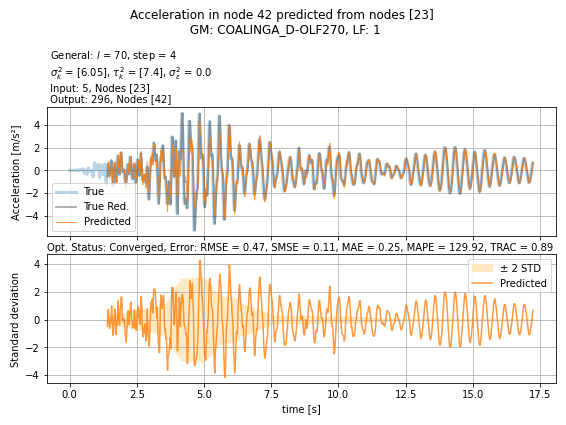 Acceleration in node 42 predicted from nodes [23]
GM: COALINGA_D-OLF270, LF: 1
General: l = 70, step = 4
σ²ₖ = [6.05], τ²ₖ = [7.4], σ²_ε = 0.0
Input: 5, Nodes [23]
Output: 296, Nodes [42]
Acceleration [m/s²]
4
2
0
−2
−4
True
True Red.
Predicted
Opt. Status: Converged, Error: RMSE = 0.47, SMSE = 0.11, MAE = 0.25, MAPE = 129.92, TRAC = 0.89
Standard deviation
4
2
0
−2
−4
± 2 STD
Predicted
0.0 2.5 5.0 7.5 10.0 12.5 15.0 17.5
time [s]